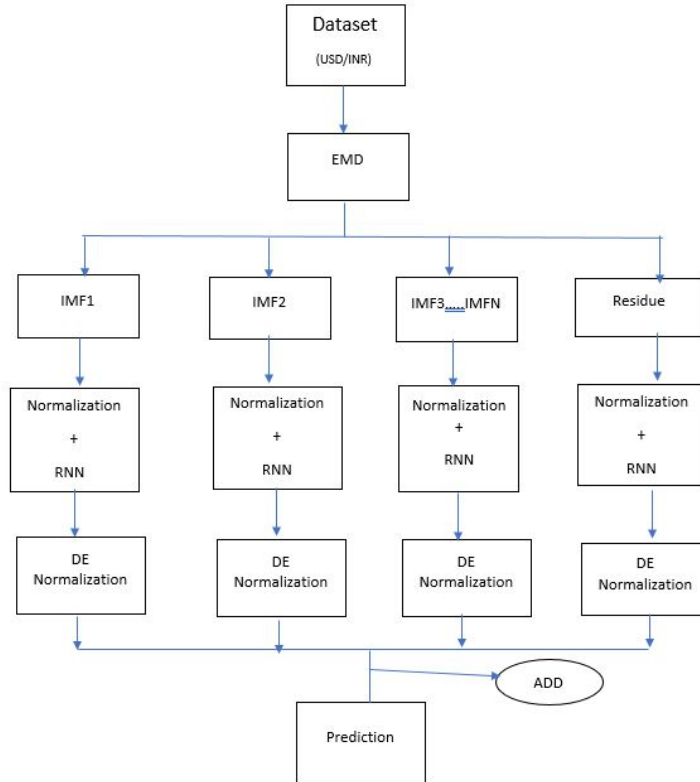 Dataset
(USD/INR)
EMD
IMF1
IMF2
IMF3.....IMFN
Residue
Normalization
+
RNN
Normalization
+
RNN
Normalization
+
RNN
Normalization
+
RNN
DE
Normalization
DE
Normalization
DE
Normalization
DE
Normalization
ADD
Prediction